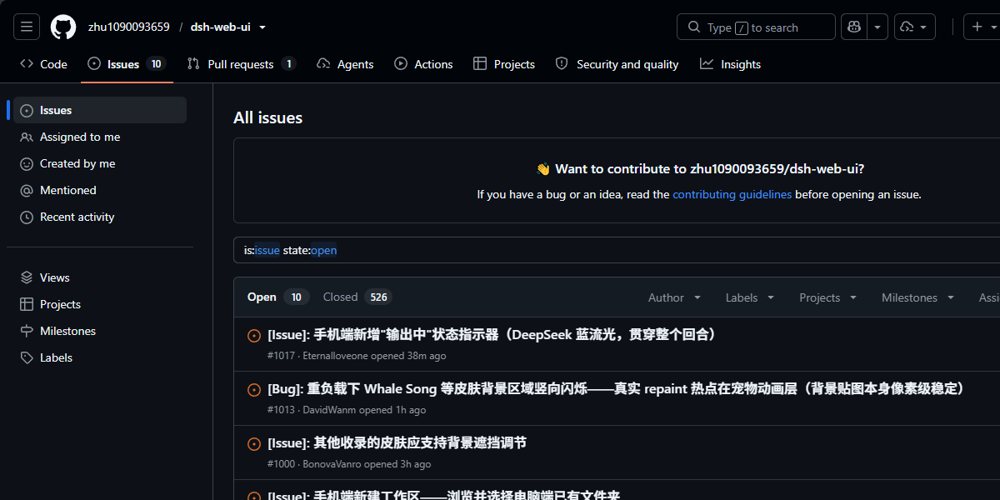 zhu1090093659 / dsh-web-ui
Type / to search
Code
Issues 10
Pull requests 1
Agents
Actions
Projects
Security and quality
Insights
Issues
Assigned to me
Created by me
Mentioned
Recent activity
Views
Projects
Milestones
Labels
All issues
👋 Want to contribute to zhu1090093659/dsh-web-ui?
If you have a bug or an idea, read the contributing guidelines before opening an issue.
is:issue state:open
Open 10
Closed 526
Author
Labels
Projects
Milestones
Assi
[Issue]: 手机端新增"输出中"状态指示器（DeepSeek 蓝流光，贯穿整个回合）
#1017 · Eternalloveone opened 38m ago
[Bug]: 重负载下 Whale Song 等皮肤背景区域竖向闪烁——真实 repaint 热点在宠物动画层（背景贴图本身像素级稳定）
#1013 · DavidWanm opened 1h ago
[Issue]: 其他收录的皮肤应支持背景遮挡调节
#1000 · BonovaVanro opened 3h ago
[Issue]: 手机端新建工作区——浏览并选择电脑端已有文件夹